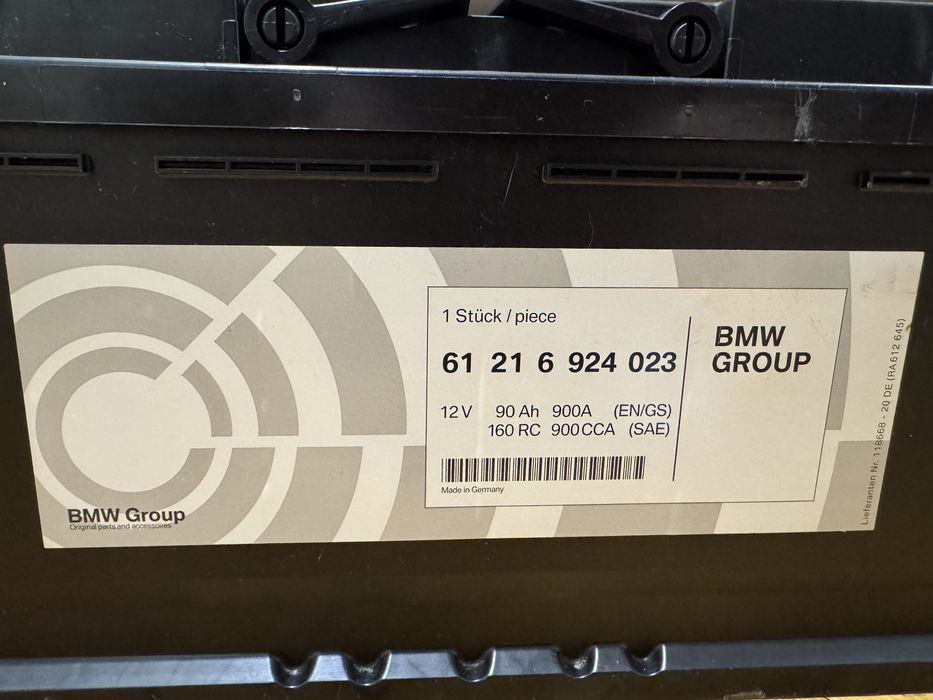 1 Stück / piece
61 21 6 924 023
12 V 90 Ah 900A (EN/GS)
160 RC 900 CCA (SAE)
Made in Germany
BMW
GROUP
BMW Group
Original parts and accessoires
Lieferanten Nr. 118668 - 20 DE (RA 612 645)